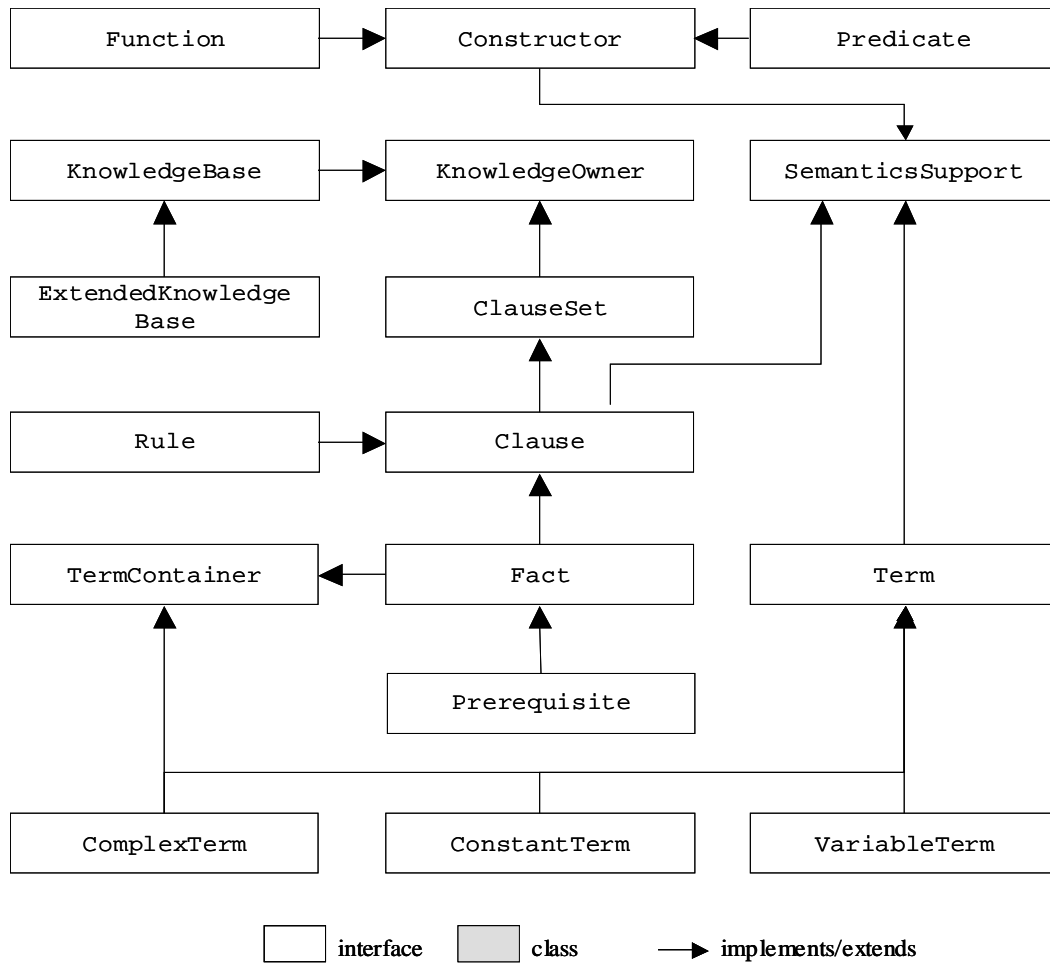 Function
Constructor
Predicate
KnowledgeBase
KnowledgeOwner
SemanticsSupport
ExtendedKnowledge
Base
ClauseSet
Rule
Clause
TermContainer
Fact
Term
Prerequisite
ComplexTerm
ConstantTerm
VariableTerm
interface
class
implements/extends